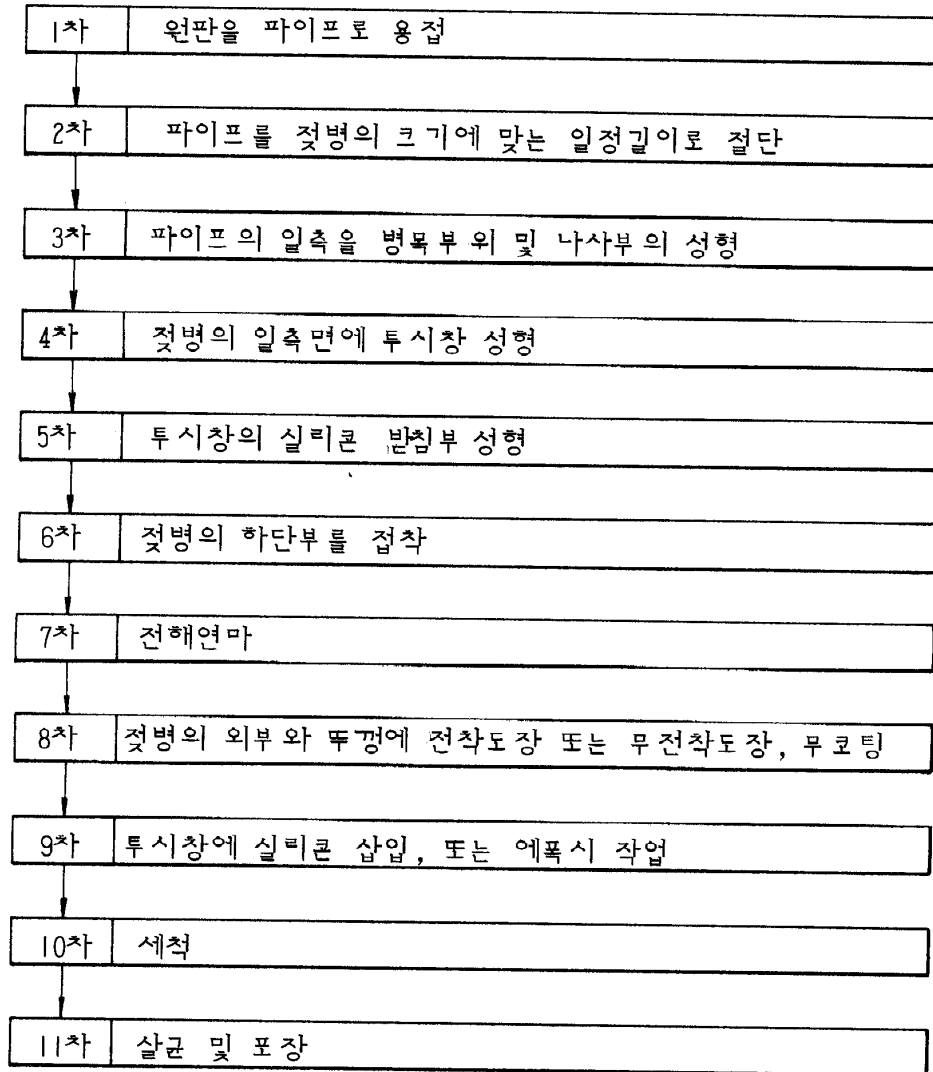 1차 원판을 파이프로 용접
2차 파이프를 젖병의 크기에 맞는 일정길이로 절단
3차 파이프의 일측을 병목부위 및 나사부의 성형
4차 젖병의 일측면에 투시창 성형
5차 투시창의 실리콘 받침부 성형
6차 젖병의 하단부를 접착
7차 전해연마
8차 젖병의 외부와 뚜껑에 전착도장 또는 무전착도장, 무코팅
9차 투시창에 실리콘 삽입, 또는 에폭시 작업
10차 세척
11차 살균 및 포장